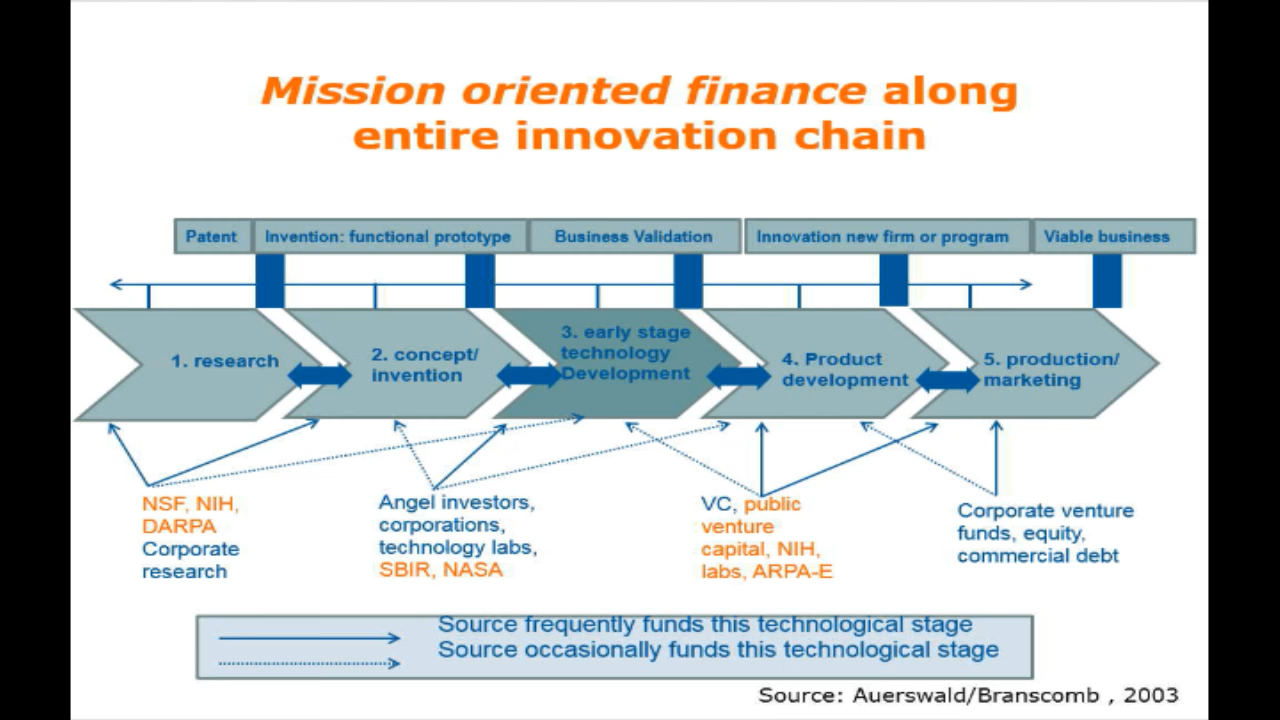 Mission oriented finance along
entire innovation chain
Patent
Invention: functional prototype
Business Validation
Innovation new firm or program
Viable business
1. research
2. concept/
invention
3. early stage
technology
Development
4. Product
development
5. production/
marketing
NSF, NIH,
DARPA
Corporate
research
Angel investors,
corporations,
technology labs,
SBIR, NASA
VC, public
venture
capital, NIH,
labs, ARPA-E
Corporate venture
funds, equity,
commercial debt
Source frequently funds this technological stage
Source occasionally funds this technological stage
Source: Auerswald/Branscomb , 2003